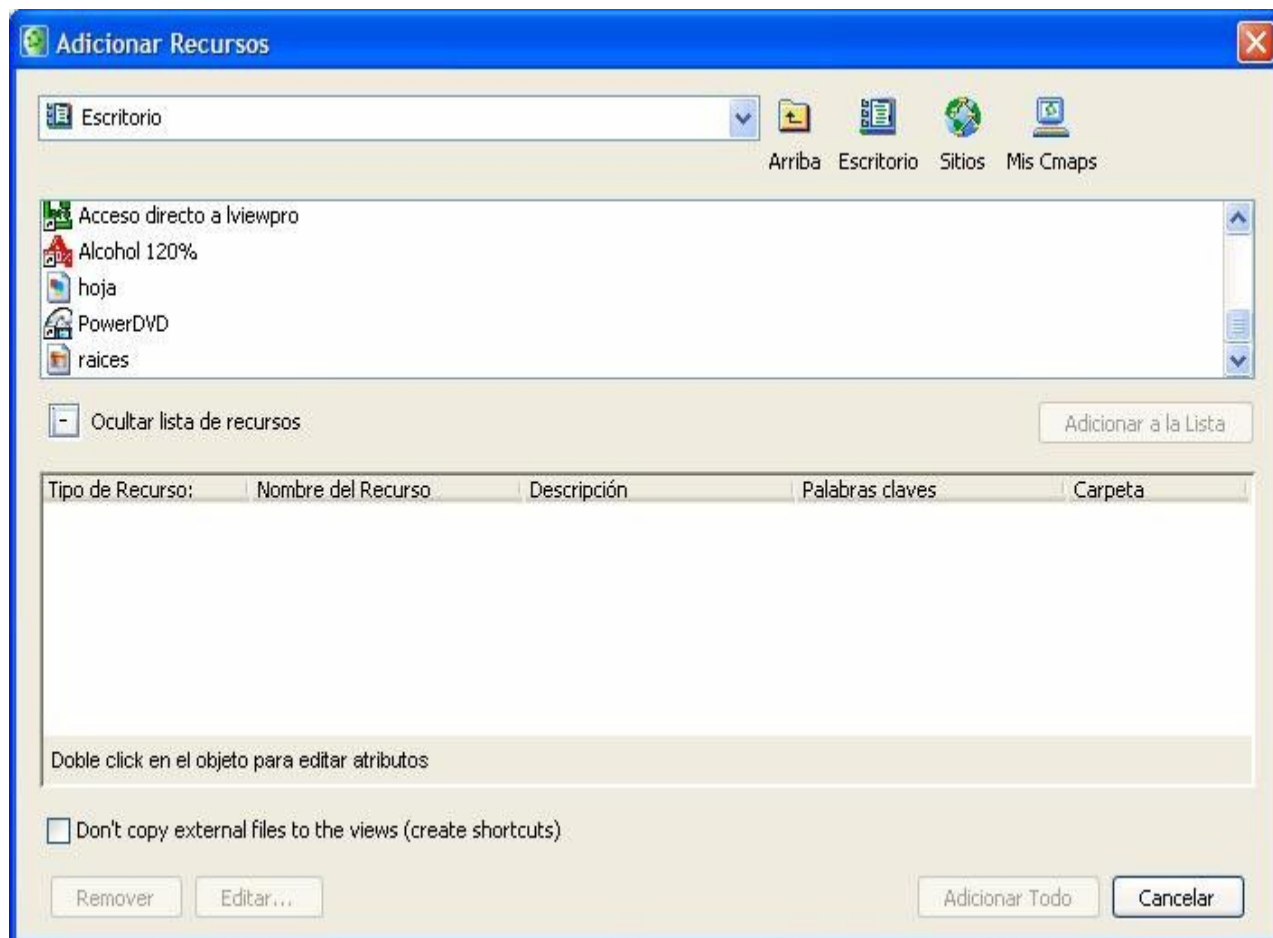 Adicionar Recursos
Escritorio
Arriba Escritorio Sitios Mis Cmaps
Acceso directo a lviewpro
Alcohol 120%
hoja
PowerDVD
raices
- Ocultar lista de recursos
Adicionar a la Lista
Tipo de Recurso: Nombre del Recurso Descripción Palabras claves Carpeta
Doble click en el objeto para editar atributos
Don't copy external files to the views (create shortcuts)
Remover Editar... Adicionar Todo Cancelar